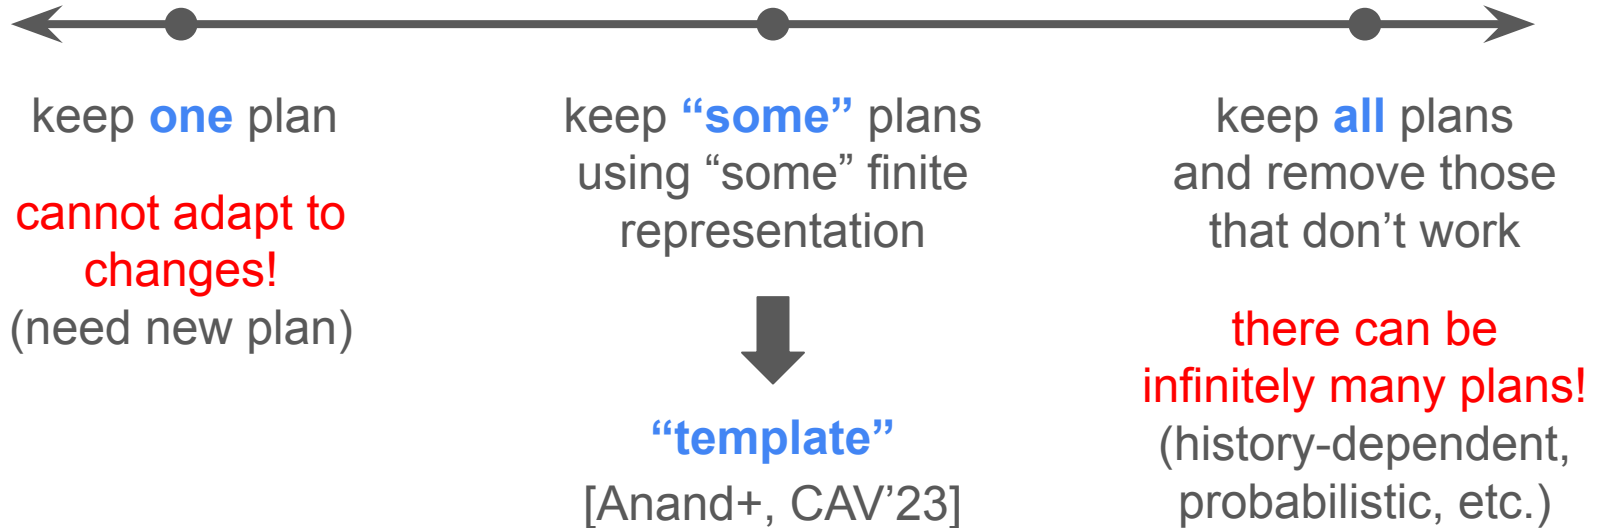 keep one plan
cannot adapt to
changes!
(need new plan)
keep “some” plans
using “some” finite
representation
“template”
[Anand+, CAV’23]
keep all plans
and remove those
that don’t work
there can be
infinitely many plans!
(history-dependent,
probabilistic, etc.)